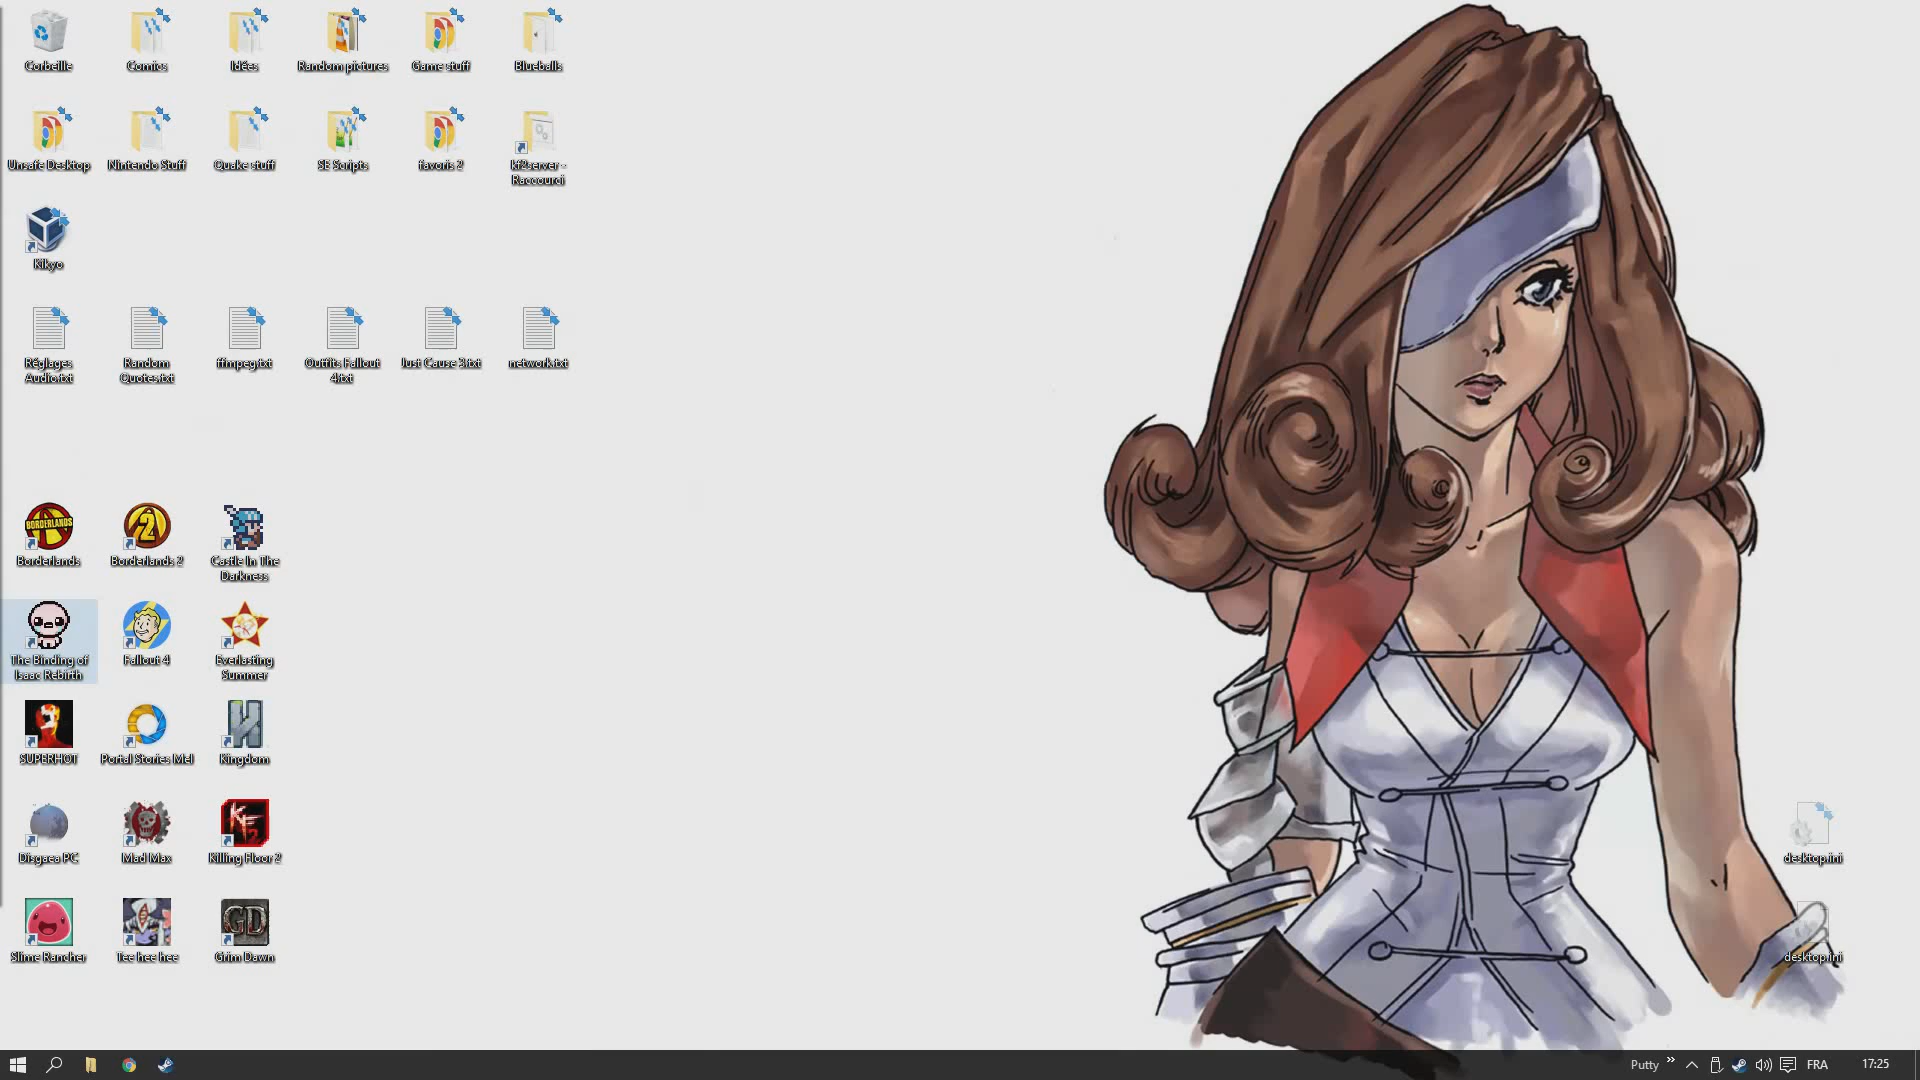 Corbeille
Comics
Idées
Random pictures
Game stuff
Blueballs
Unsafe Desktop
Nintendo Stuff
Quake stuff
SE Scripts
favoris 2
kf2server -
Raccourci
Kikyo
Réglages
Audio.txt
Random
Quotes.txt
ffmpeg.txt
Outfits Fallout
4.txt
Just Cause 3.txt
network.txt
BORDERLANDS
Borderlands
2
Borderlands 2
Castle In The
Darkness
The Binding of
Isaac Rebirth
Fallout 4
Everlasting
Summer
SUPERHOT
Portal Stories Mel
Kingdom
Disgaea PC
Mad Max
KF2
Killing Floor 2
Slime Rancher
Tee hee hee
GD
Grim Dawn
desktop.ini
desktop.ini
Putty
FRA
17:25